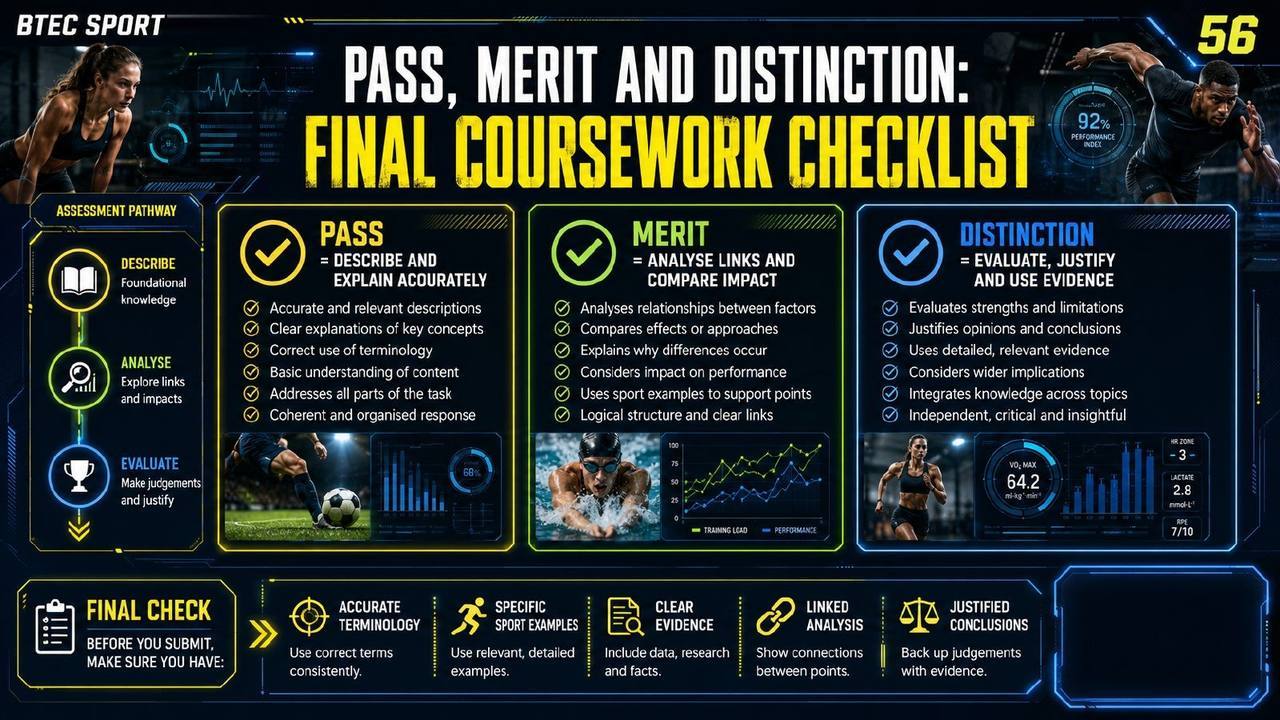 BTEC SPORT
56
PASS, MERIT AND DISTINCTION:
FINAL COURSEWORK CHECKLIST
92%
PERFORMANCE
INDEX
ASSESSMENT PATHWAY
DESCRIBE
Foundational
knowledge
ANALYSE
Explore links
and impacts
EVALUATE
Make judgements
and justify
PASS
= DESCRIBE AND
EXPLAIN ACOURATELY
Accurate and relevant descriptions
Clear explanations of key concepts
Correct use of terminology
Basic understanding of content
Addresses all parts of the task
Coherent and organised response
68%
MERIT
= ANALYSE LINKS AND
COMPARE IMPACT
Analyses relationships between factors
Compares effects or approaches
Explains why differences occur
Considers impact on performance
Uses sport examples to support points
Logical structure and clear links
100
75
50
25
0
TRAINING LOAD
PERFORMANCE
DISTINCTION
= EVALUATE, JUSTIFY
AND USE EVIDENCE
Evaluates strengths and limitations
Justifies opinions and conclusions
Uses detailed, relevant evidence
Considers wider implications
Integrates knowledge across topics
Independent, critical and insightful
VO₂ MAX
64.2
ml·kg⁻¹·min⁻¹
HR ZONE
- 3 -
LACTATE
2.8
mmol·L⁻¹
RPE
7/10
FINAL CHECK
BEFORE YOU SUBMIT,
MAKE SURE YOU HAVE:
ACCURATE
TERMINOLOGY
Use correct terms
consistently.
SPECIFIC
SPORT EXAMPLES
Use relevant, detailed
examples.
CLEAR
EVIDENCE
Include data, research
and facts.
LINKED
ANALYSIS
Show connections
between points.
JUSTIFIED
CONCLUSIONS
Back up judgements
with evidence.